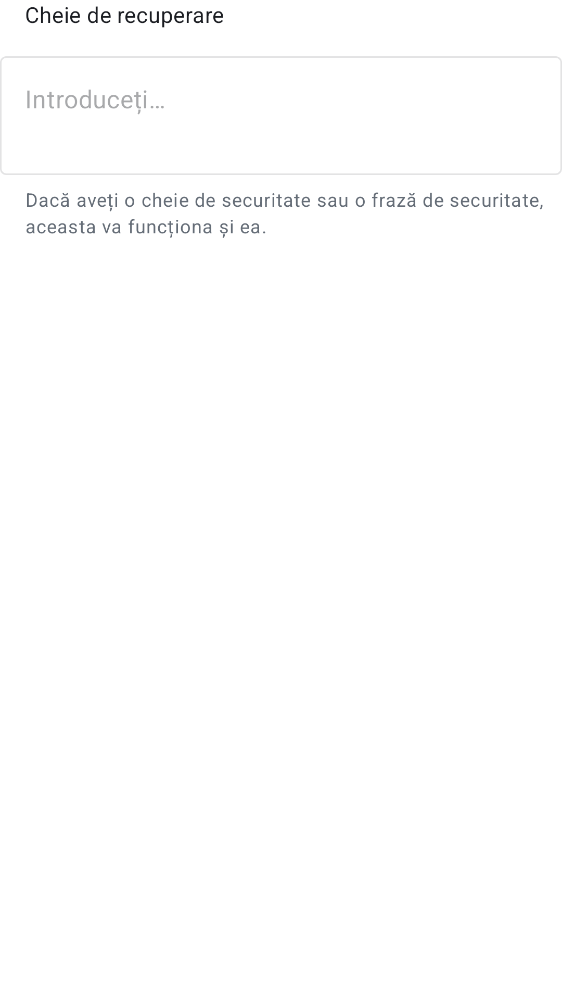 Cheie de recuperare
Introduceți…
Dacă aveți o cheie de securitate sau o frază de securitate,
aceasta va funcționa și ea.